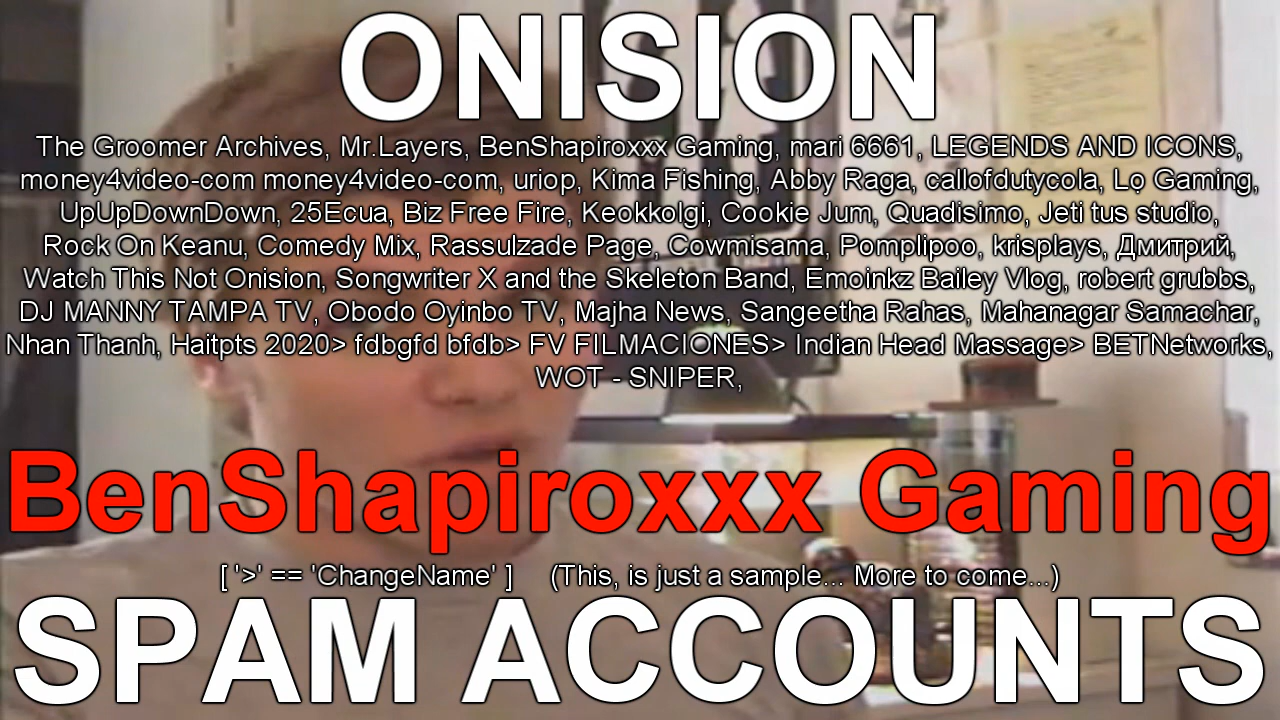 ONISION
The Groomer Archives, Mr.Layers, BenShapiroxxx Gaming, mari 6661, LEGENDS AND ICONS,
money4video-com money4video-com, uriop, Kima Fishing, Abby Raga, callofdutycola, Lọ Gaming,
UpUpDownDown, 25Ecua, Biz Free Fire, Keokkolgi, Cookie Jum, Quadisimo, Jeti tus studio,
Rock On Keanu, Comedy Mix, Rassulzade Page, Cowmisama, Pomplipoo, krisplays, Дмитрий,
Watch This Not Onision, Songwriter X and the Skeleton Band, Emoinkz Bailey Vlog, robert grubbs,
DJ MANNY TAMPA TV, Obodo Oyinbo TV, Majha News, Sangeetha Rahas, Mahanagar Samachar,
Nhan Thanh, Haitpts 2020> fdbgfd bfdb> FV FILMACIONES> Indian Head Massage> BETNetworks,
WOT - SNIPER,
BenShapiroxxx Gaming
[ '>' == 'ChangeName' ] (This, is just a sample... More to come...)
SPAM ACCOUNTS